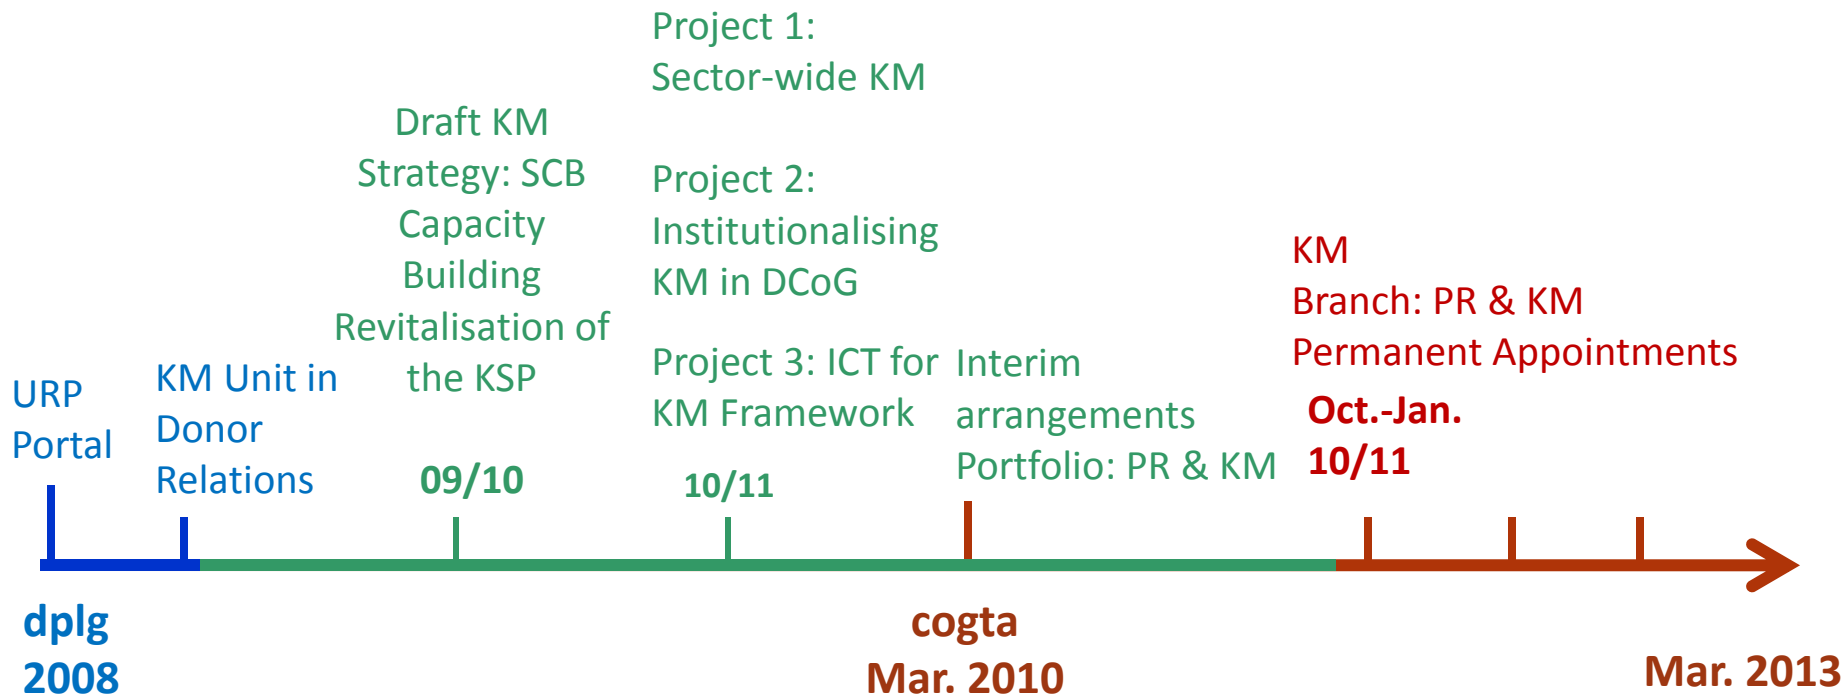 URP
Portal
KM Unit in
Donor
Relations
Draft KM
Strategy: SCB
Capacity
Building
Revitalisation of
the KSP
09/10
Project 1:
Sector-wide KM
Project 2:
Institutionalising
KM in DCoG
Project 3: ICT for
KM Framework
10/11
Interim
arrangements
Portfolio: PR & KM
KM
Branch: PR & KM
Permanent Appointments
Oct.-Jan.
10/11
dplg
2008
cogta
Mar. 2010
Mar. 2013